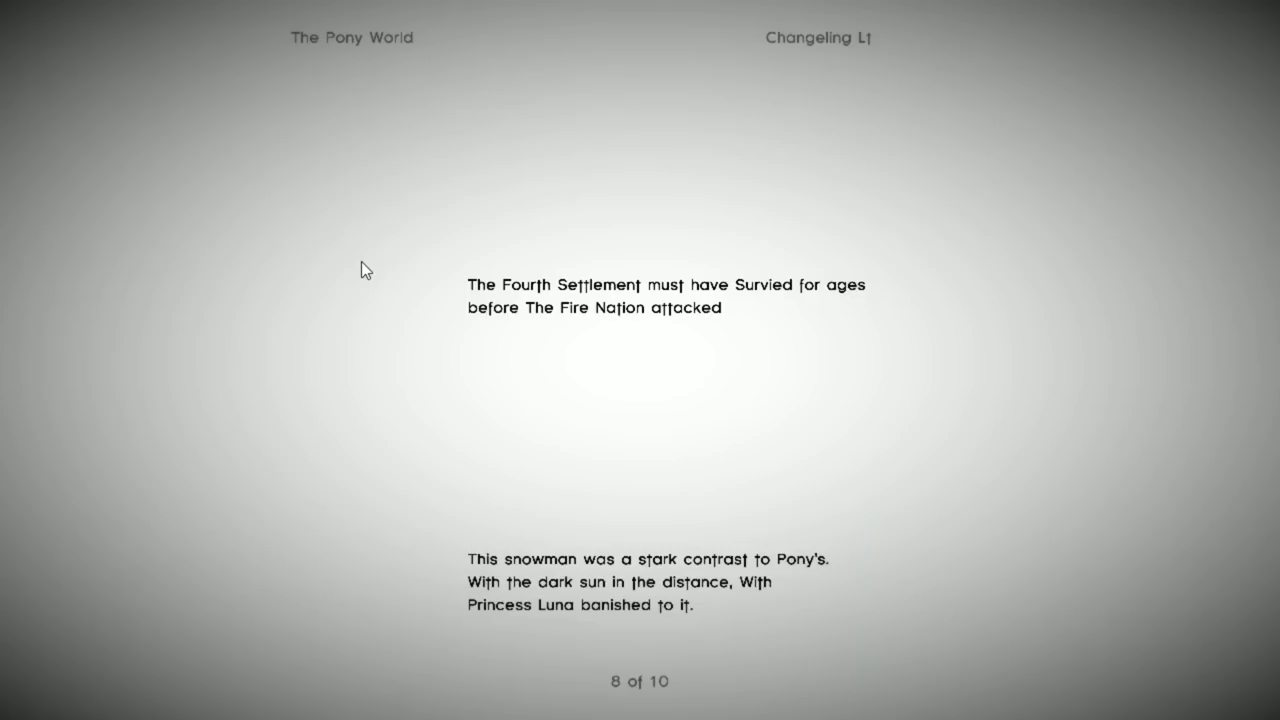 The Pony World
Changeling Lt
The Fourth Settlement must have Survied for ages
before The Fire Nation attacked
This snowman was a stark contrast to Pony's.
With the dark sun in the distance, With
Princess Luna banished to it.
8 of 10